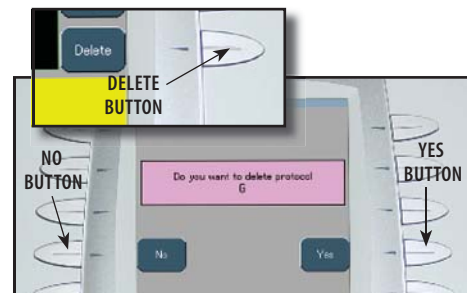 Delete
DELETE
BUTTON
NO
BUTTON
YES
BUTTON
Do you want to delete protocol
G
No
Yes